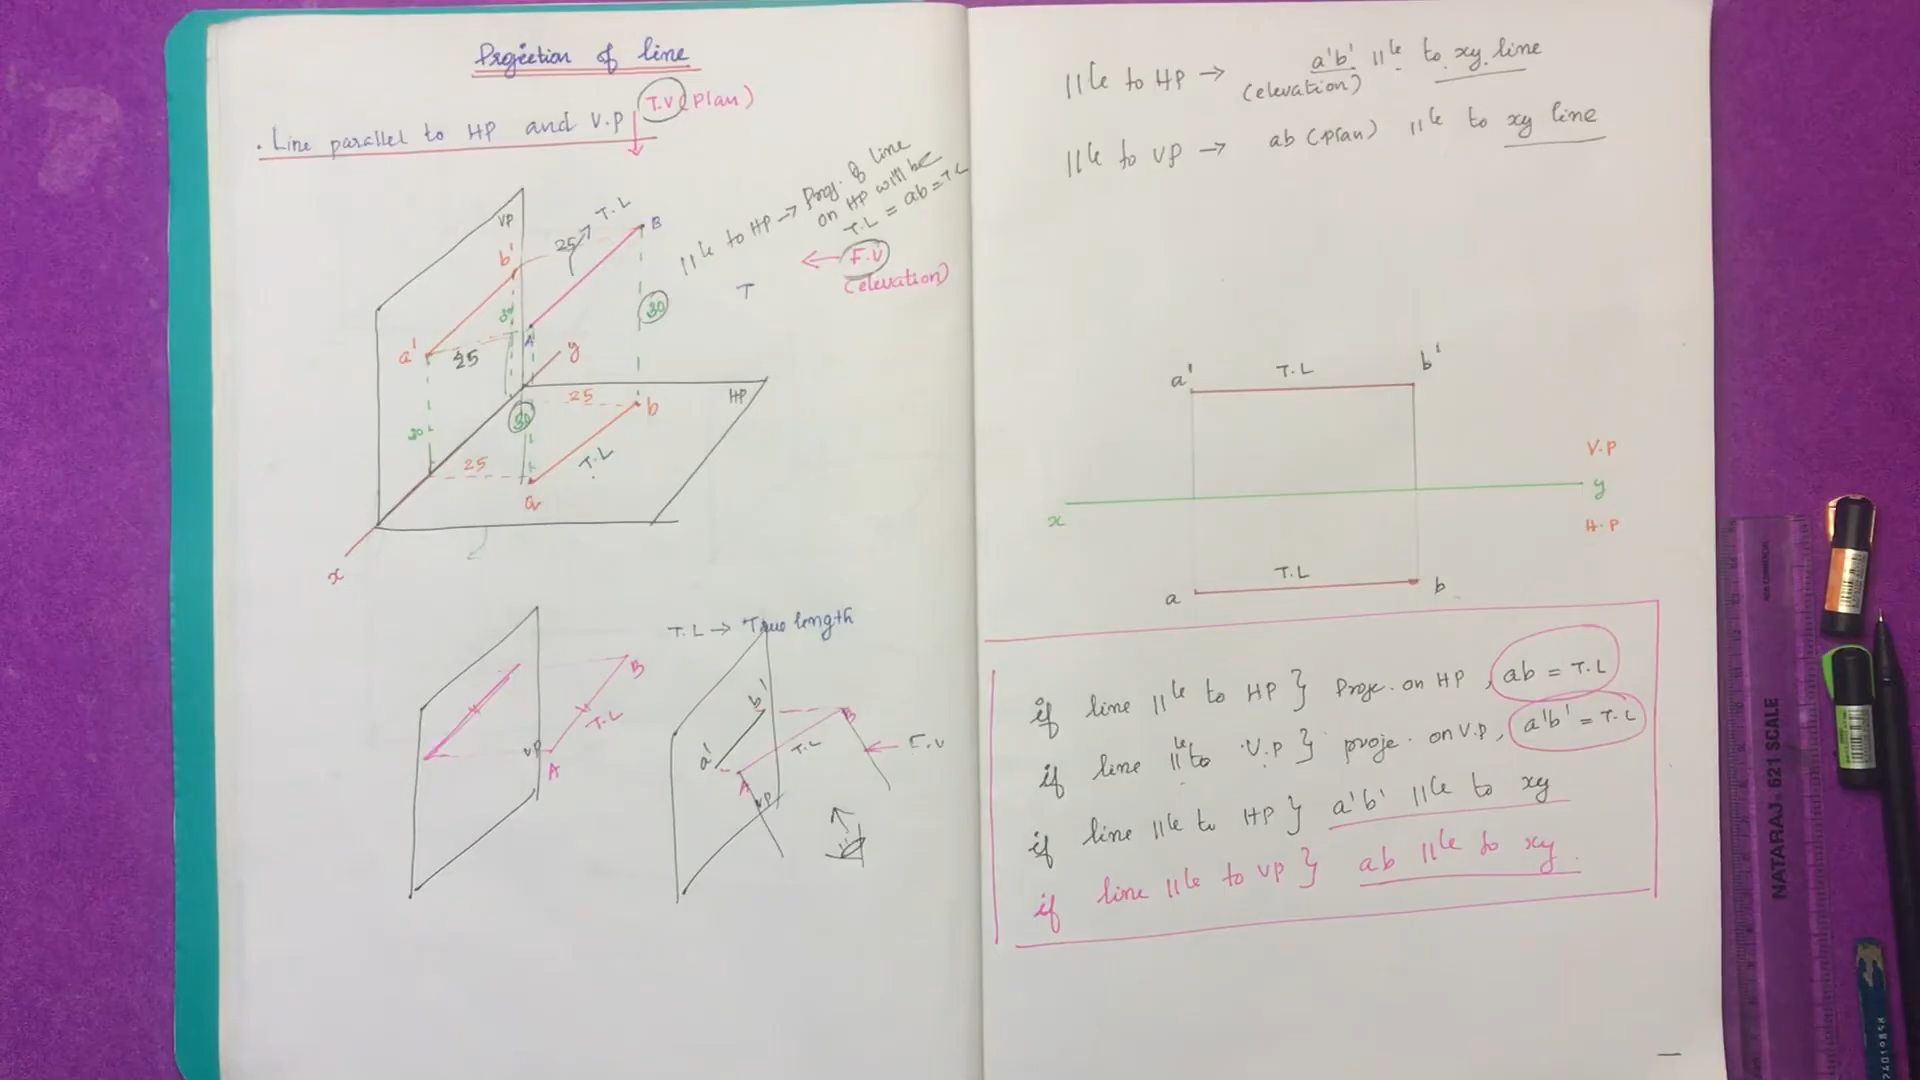 Projection of line
T.V (Plan)
. Line parallel to HP and V.P
||le to HP → Proj. of line
on HP will be
T.L = ab = T.L
T
F.V
(elevation)
VP
b'
25
T.L
B
30
30
a'
25
A
y
25
HP
30
b
30
25
T.L
a
x
T.L → True length
B
T.L
VP
A
b'
B
a'
T.L
F.V
A
VP
||le to HP → a'b' ||le to xy line
(elevation)
||le to VP → ab (plan) ||le to xy line
a'
T.L
b'
V.P
x
y
H.P
a
T.L
b
if line ||le to HP } Proje. on HP, ab = T.L
if line ||le to V.P } proje. on V.P, a'b' = T.L
if line ||le to HP } a'b' ||le to xy
if line ||le to VP } ab ||le to xy.
NATARAJ 621 SCALE